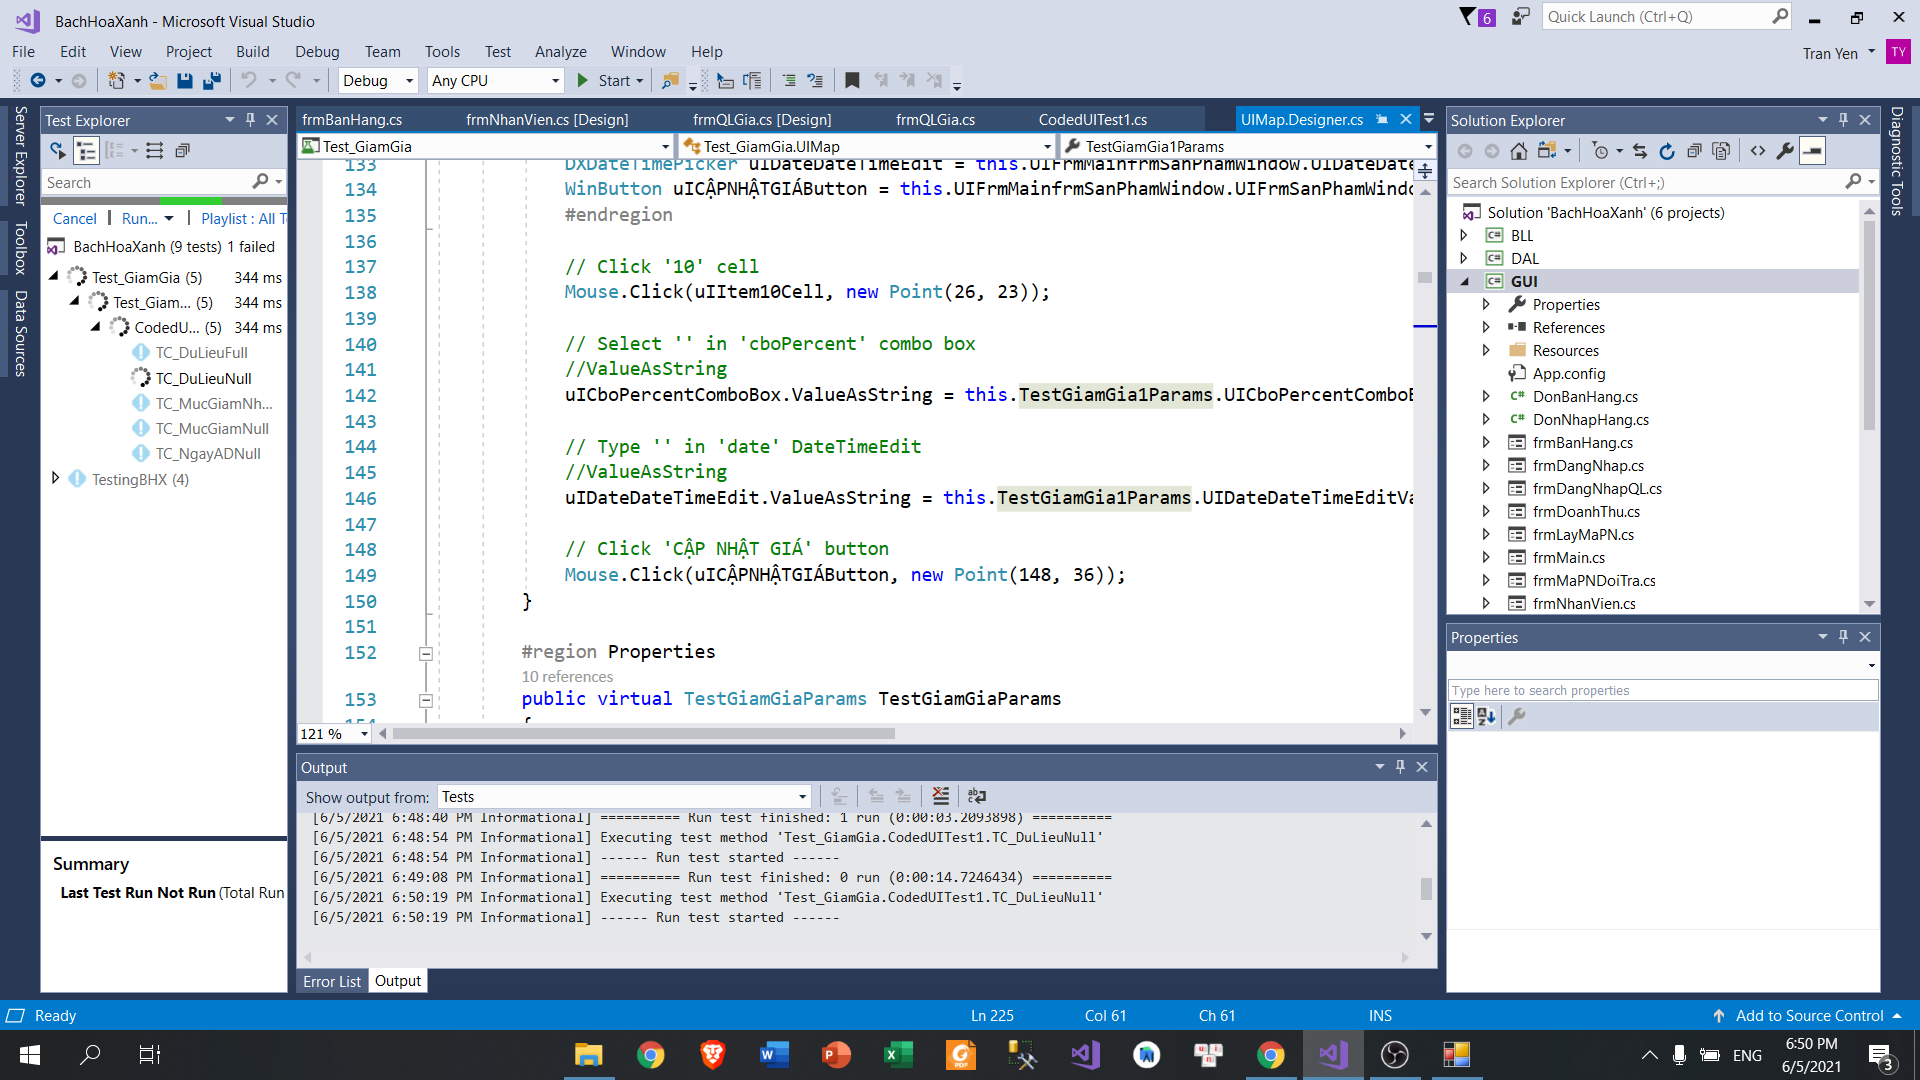 BachHoaXanh - Microsoft Visual Studio
6
Quick Launch (Ctrl+Q)
File Edit View Project Build Debug Team Tools Test Analyze Window Help
Tran Yen
TY
Debug Any CPU Start
Server Explorer
Toolbox
Data Sources
Test Explorer
Search
Cancel | Run... | Playlist : All T
BachHoaXanh (9 tests) 1 failed
Test_GiamGia (5) 344 ms
Test_Giam... (5) 344 ms
CodedU... (5) 344 ms
TC_DuLieuFull
TC_DuLieuNull
TC_MucGiamNh...
TC_MucGiamNull
TC_NgayADNull
TestingBHX (4)
Summary
Last Test Run Not Run (Total Run
frmBanHang.cs frmNhanVien.cs [Design] frmQLGia.cs [Design] frmQLGia.cs CodedUITest1.cs UIMap.Designer.cs
Test_GiamGia Test_GiamGia.UIMap TestGiamGia1Params
133 DXDateTimePicker uIDateDateTimeEdit = this.UIFrmMainfrmSanPhamWindow.UIDateDate
134 WinButton uICẬPNHẬTGIÁButton = this.UIFrmMainfrmSanPhamWindow.UIFrmSanPhamWindo
135 #endregion
136
137 // Click '10' cell
138 Mouse.Click(uIItem10Cell, new Point(26, 23));
139
140 // Select '' in 'cboPercent' combo box
141 //ValueAsString
142 uICboPercentComboBox.ValueAsString = this.TestGiamGia1Params.UICboPercentComboB
143
144 // Type '' in 'date' DateTimeEdit
145 //ValueAsString
146 uIDateDateTimeEdit.ValueAsString = this.TestGiamGia1Params.UIDateDateTimeEditVa
147
148 // Click 'CẬP NHẬT GIÁ' button
149 Mouse.Click(uICẬPNHẬTGIÁButton, new Point(148, 36));
150 }
151
152 #region Properties
10 references
153 public virtual TestGiamGiaParams TestGiamGiaParams
154 {
121 %
Output
Show output from: Tests
[6/5/2021 6:48:40 PM Informational] ========== Run test finished: 1 run (0:00:03.2093898) ==========
[6/5/2021 6:48:54 PM Informational] Executing test method 'Test_GiamGia.CodedUITest1.TC_DuLieuNull'
[6/5/2021 6:48:54 PM Informational] ------ Run test started ------
[6/5/2021 6:49:08 PM Informational] ========== Run test finished: 0 run (0:00:14.7246434) ==========
[6/5/2021 6:50:19 PM Informational] Executing test method 'Test_GiamGia.CodedUITest1.TC_DuLieuNull'
[6/5/2021 6:50:19 PM Informational] ------ Run test started ------
Error List Output
Solution Explorer
Search Solution Explorer (Ctrl+;)
Solution 'BachHoaXanh' (6 projects)
BLL
DAL
GUI
Properties
References
Resources
App.config
DonBanHang.cs
DonNhapHang.cs
frmBanHang.cs
frmDangNhap.cs
frmDangNhapQL.cs
frmDoanhThu.cs
frmLayMaPN.cs
frmMain.cs
frmMaPNDoiTra.cs
frmNhanVien.cs
Properties
Type here to search properties
Diagnostic Tools
Ready Ln 225 Col 61 Ch 61 INS Add to Source Control
ENG
6:50 PM
6/5/2021
3